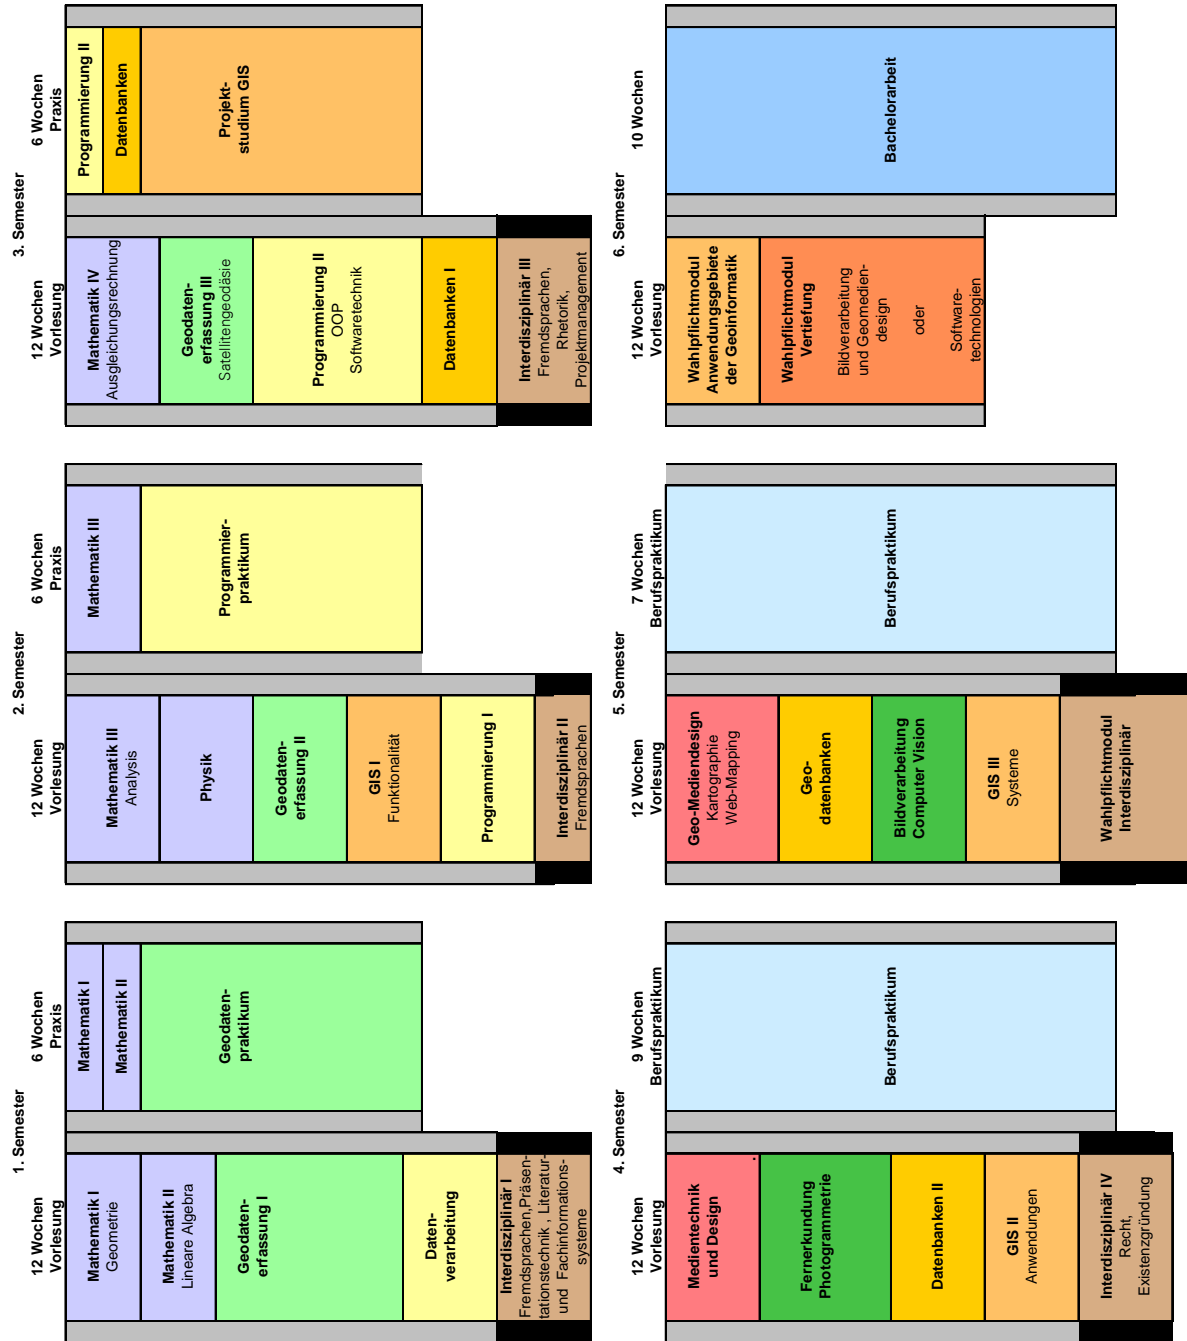 1. Semester
12 Wochen
Vorlesung
Mathematik I
Geometrie
Mathematik II
Lineare Algebra
Geodaten-
erfassung I
Daten-
verarbeitung
Interdisziplinär I
Fremdsprachen,Präsen-
tationstechnik , Literatur-
und Fachinformations-
systeme
6 Wochen
Praxis
Mathematik I
Mathematik II
Geodaten-
praktikum
2. Semester
12 Wochen
Vorlesung
Mathematik III
Analysis
Physik
Geodaten-
erfassung II
GIS I
Funktionalität
Programmierung I
Interdisziplinär II
Fremdsprachen
6 Wochen
Praxis
Mathematik III
Programmier-
praktikum
3. Semester
12 Wochen
Vorlesung
Mathematik IV
Ausgleichungsrechnung
Geodaten-
erfassung III
Satellitengeodäsie
Programmierung II
OOP
Softwaretechnik
Datenbanken I
Interdisziplinär III
Fremdsprachen,
Rhetorik,
Projektmanagement
6 Wochen
Praxis
Programmierung II
Datenbanken
Projekt-
studium GIS
4. Semester
12 Wochen
Vorlesung
Medientechnik
und Design
Fernerkundung
Photogrammetrie
Datenbanken II
GIS II
Anwendungen
Interdisziplinär IV
Recht,
Existenzgründung
9 Wochen
Berufspraktikum
Berufspraktikum
5. Semester
12 Wochen
Vorlesung
Geo-Mediendesign
Kartographie
Web-Mapping
Geo-
datenbanken
Bildverarbeitung
Computer Vision
GIS III
Systeme
Wahlpflichtmodul
Interdisziplinär
7 Wochen
Berufspraktikum
Berufspraktikum
6. Semester
12 Wochen
Vorlesung
Wahlpflichtmodul
Anwendungsgebiete
der Geoinformatik
Wahlpflichtmodul
Vertiefung
Bildverarbeitung
und Geomedien-
design
oder
Software-
technologien
10 Wochen
Bachelorarbeit